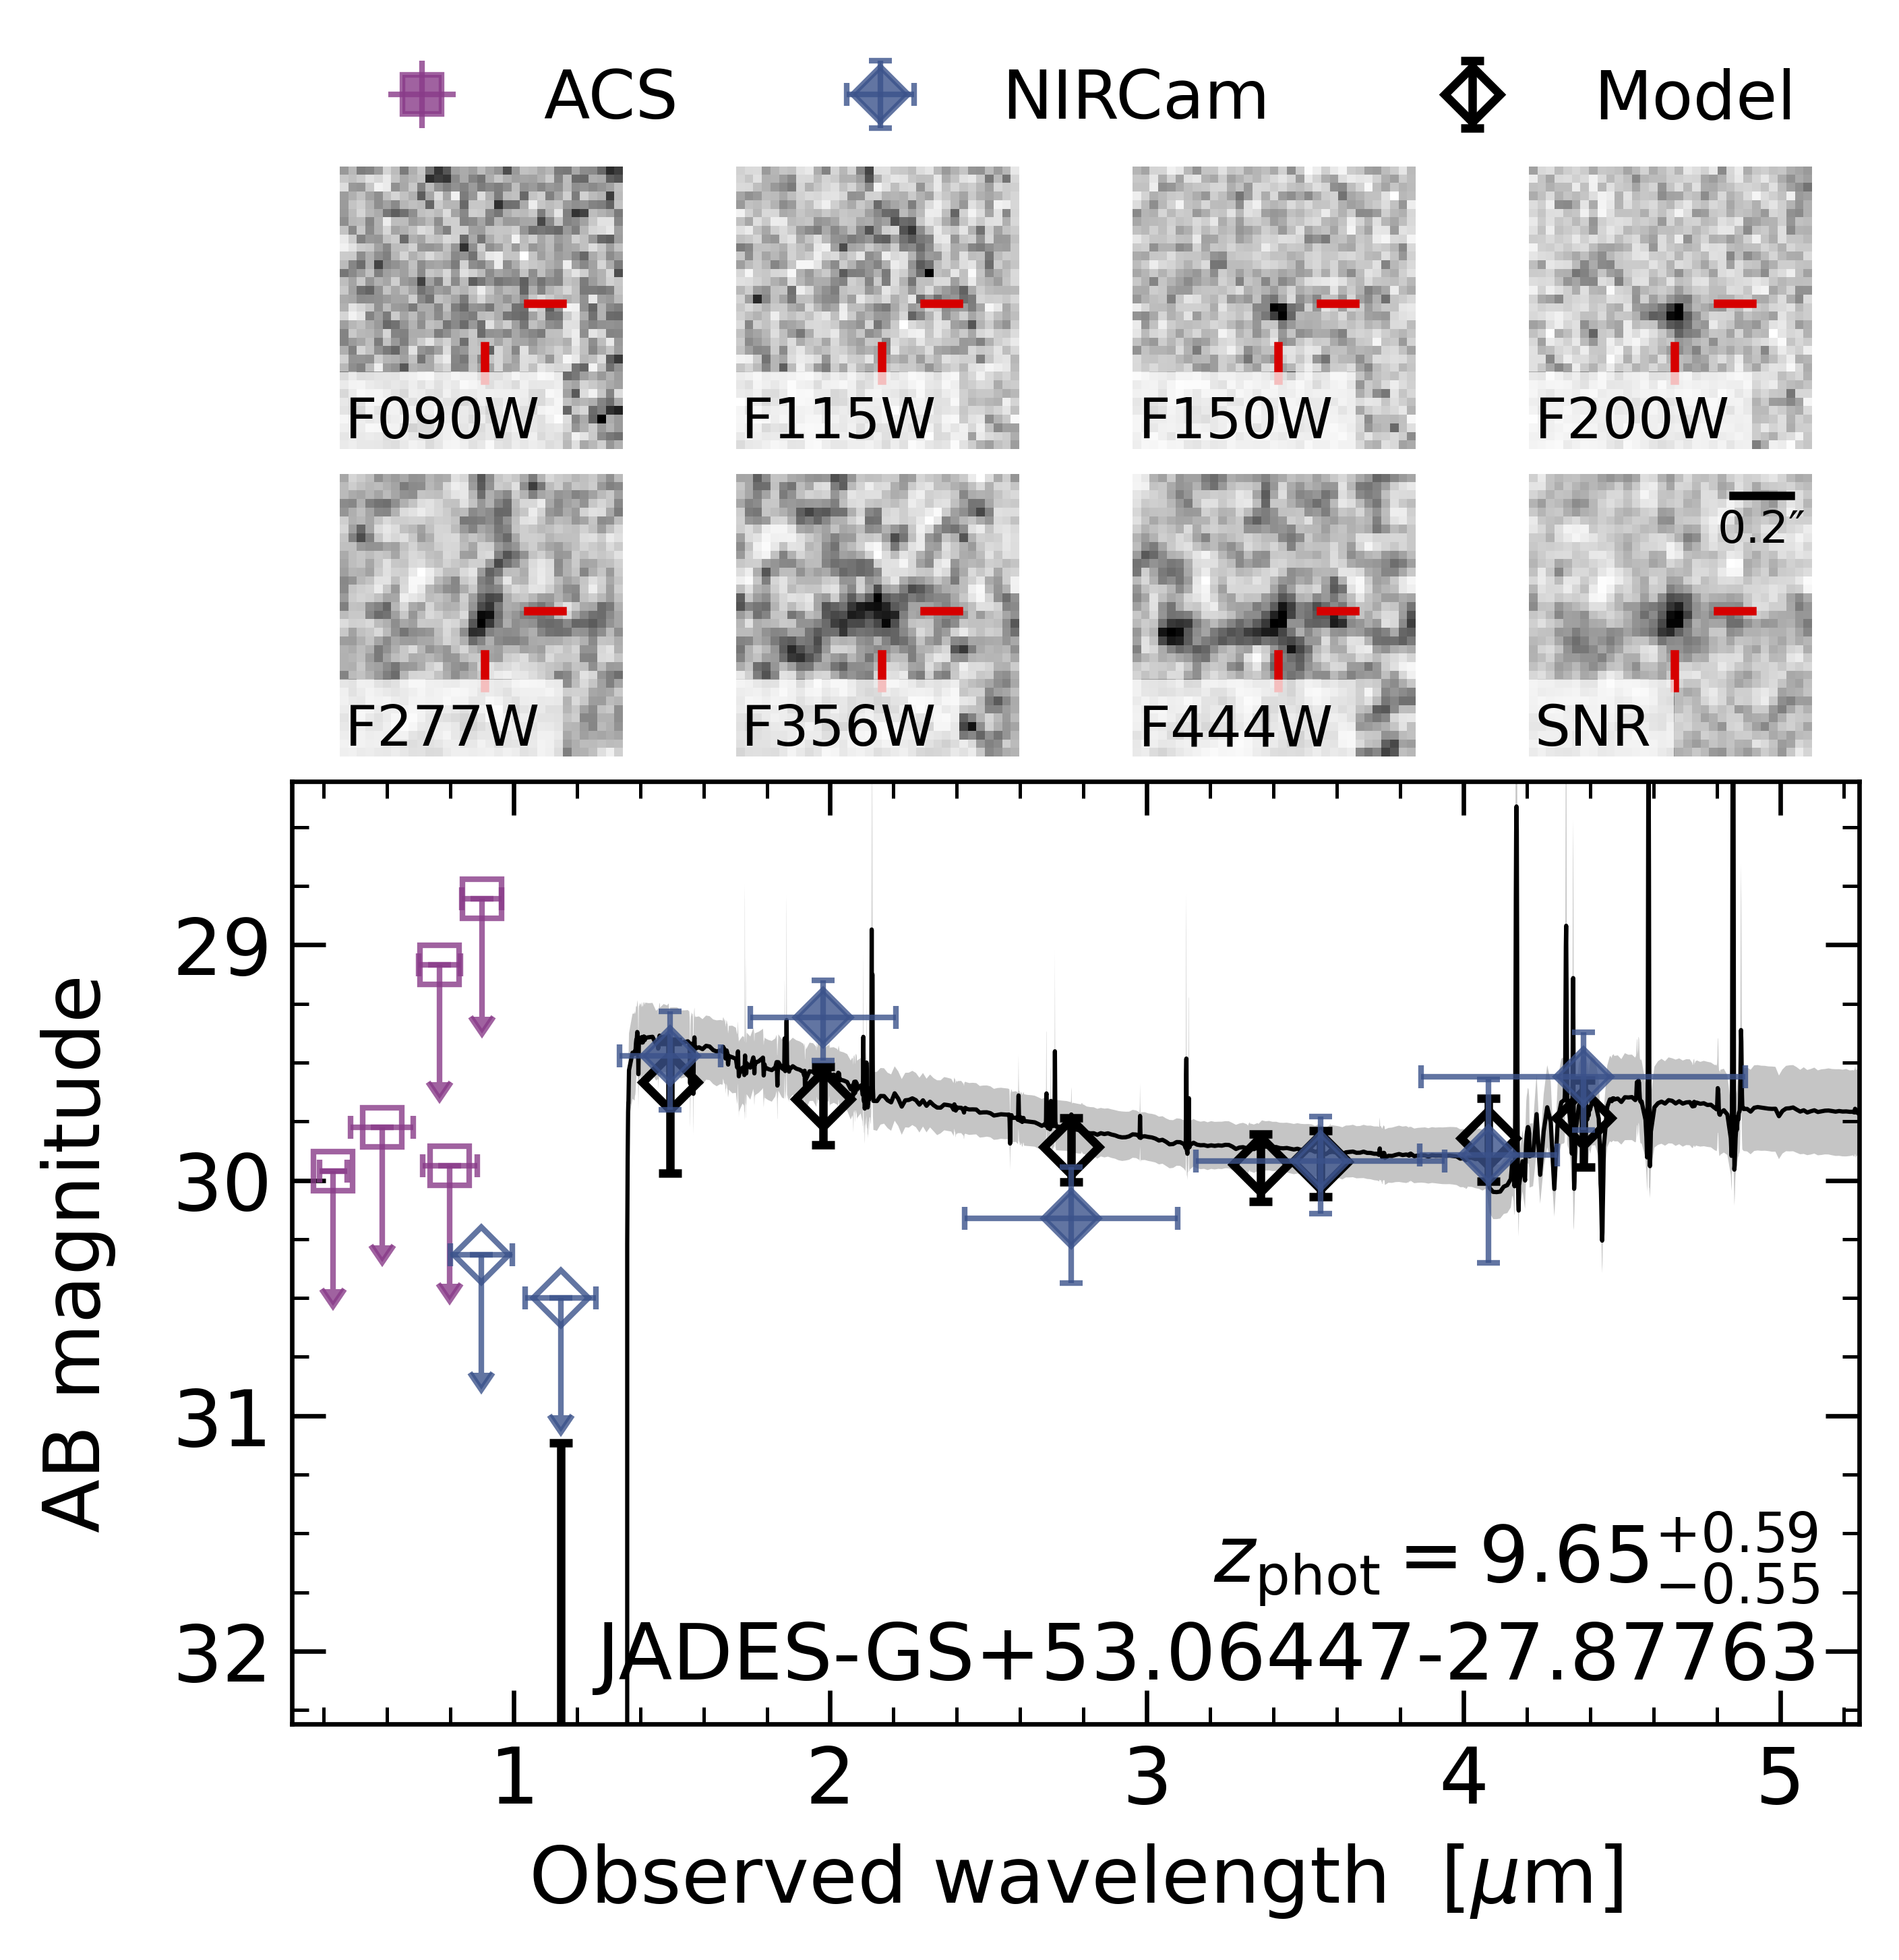 ACS NIRCam Model
F090W F115W F150W F200W
0.2″
F277W F356W F444W SNR
29
30
31
32
AB magnitude
z_phot = 9.65^{+0.59}_{-0.55}
JADES-GS+53.06447-27.87763
1 2 3 4 5
Observed wavelength [μm]